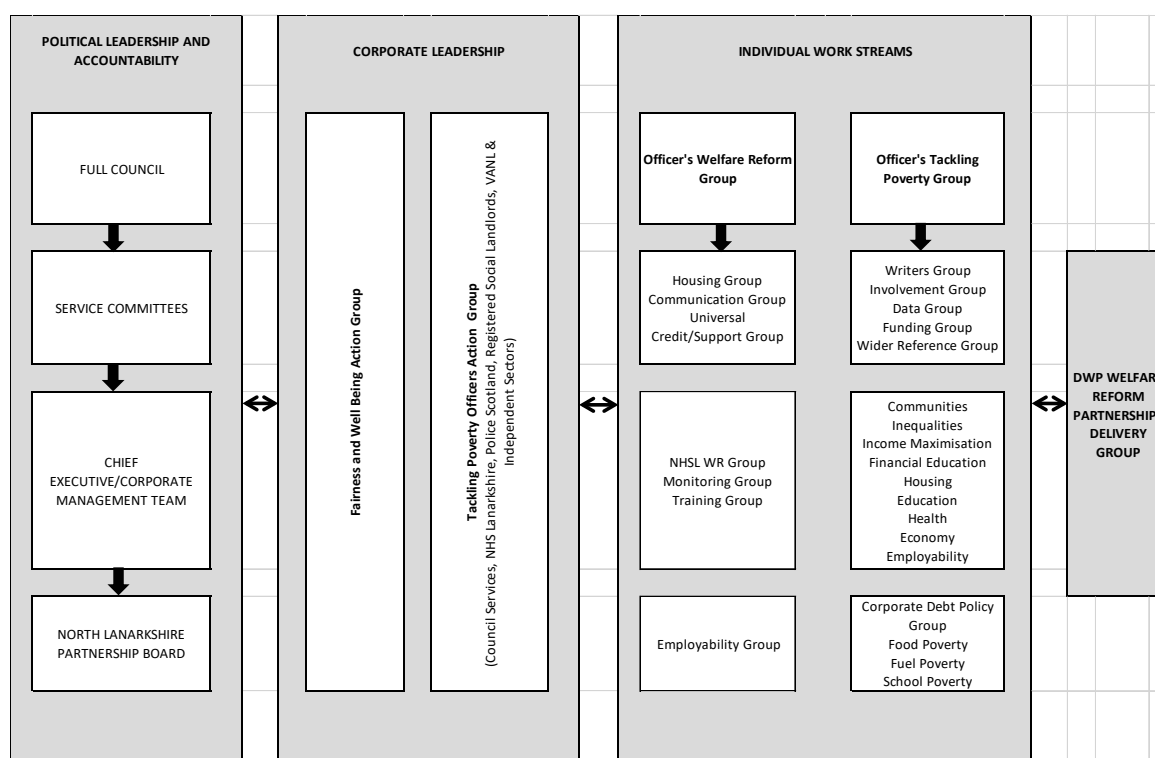 POLITICAL LEADERSHIP AND
ACCOUNTABILITY
FULL COUNCIL
SERVICE COMMITTEES
CHIEF
EXECUTIVE/CORPORATE
MANAGEMENT TEAM
NORTH LANARKSHIRE
PARTNERSHIP BOARD
CORPORATE LEADERSHIP
Fairness and Well Being Action Group
Tackling Poverty Officers Action Group
(Council Services, NHS Lanarkshire, Police Scotland, Registered Social Landlords, VANL &
Independent Sectors)
INDIVIDUAL WORK STREAMS
Officer's Welfare Reform
Group
Housing Group
Communication Group
Universal
Credit/Support Group
NHSL WR Group
Monitoring Group
Training Group
Employability Group
Officer's Tackling
Poverty Group
Writers Group
Involvement Group
Data Group
Funding Group
Wider Reference Group
Communities
Inequalities
Income Maximisation
Financial Education
Housing
Education
Health
Economy
Employability
Corporate Debt Policy
Group
Food Poverty
Fuel Poverty
School Poverty
DWP WELFAR
REFORM
PARTNERSHIP
DELIVERY
GROUP